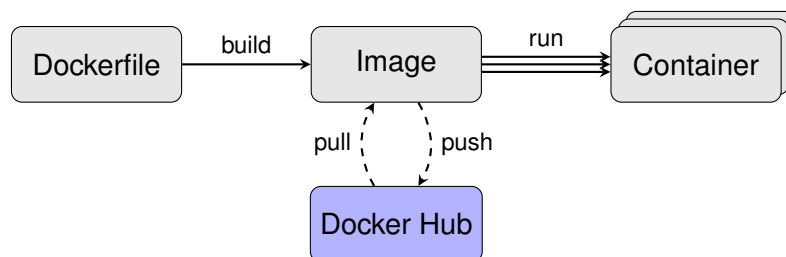 Dockerfile
build
Image
run
Container
pull
push
Docker Hub